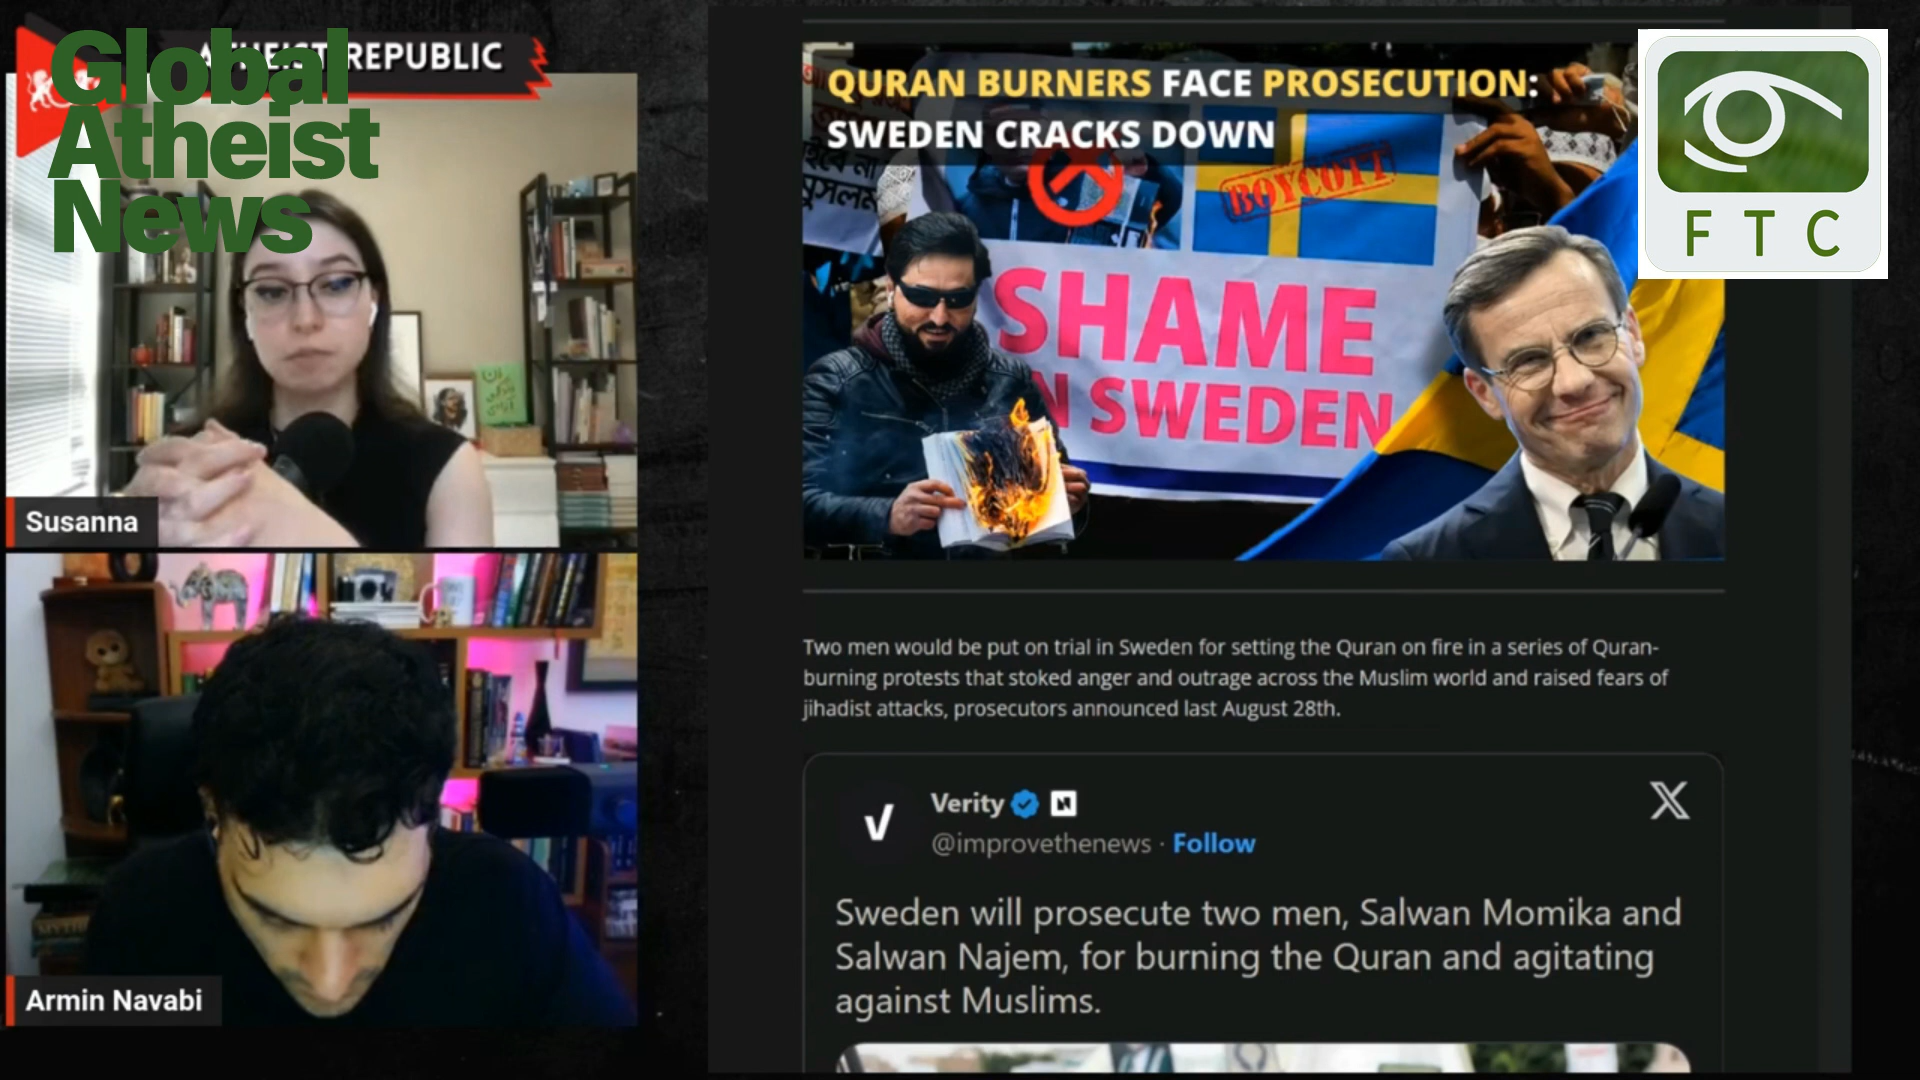 Global
Atheist
News
ATHEIST REPUBLIC
Susanna
Armin Navabi
QURAN BURNERS FACE PROSECUTION:
SWEDEN CRACKS DOWN
BOYCOTT
SHAME
N SWEDEN
FTC
Two men would be put on trial in Sweden for setting the Quran on fire in a series of Quran-
burning protests that stoked anger and outrage across the Muslim world and raised fears of
jihadist attacks, prosecutors announced last August 28th.
Verity
@improvethenews · Follow
Sweden will prosecute two men, Salwan Momika and
Salwan Najem, for burning the Quran and agitating
against Muslims.